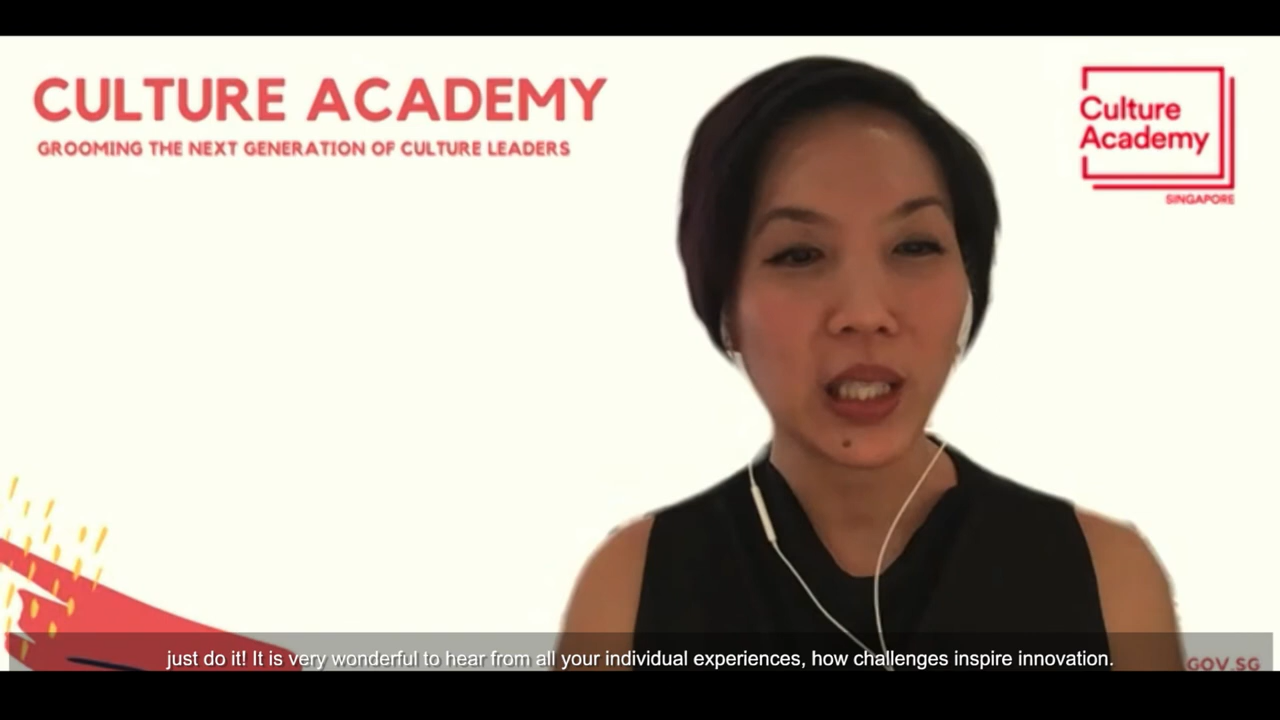 CULTURE ACADEMY
GROOMING THE NEXT GENERATION OF CULTURE LEADERS
Culture
Academy
SINGAPORE
just do it! It is very wonderful to hear from all your individual experiences, how challenges inspire innovation.
GOV.SG